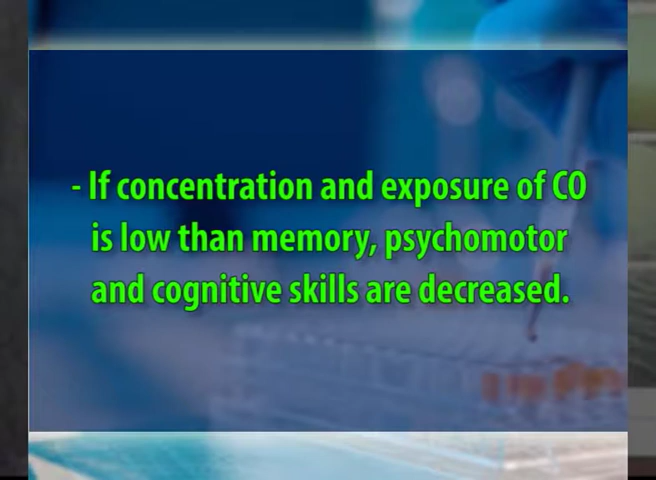 - If concentration and exposure of CO
is low than memory, psychomotor
and cognitive skills are decreased.